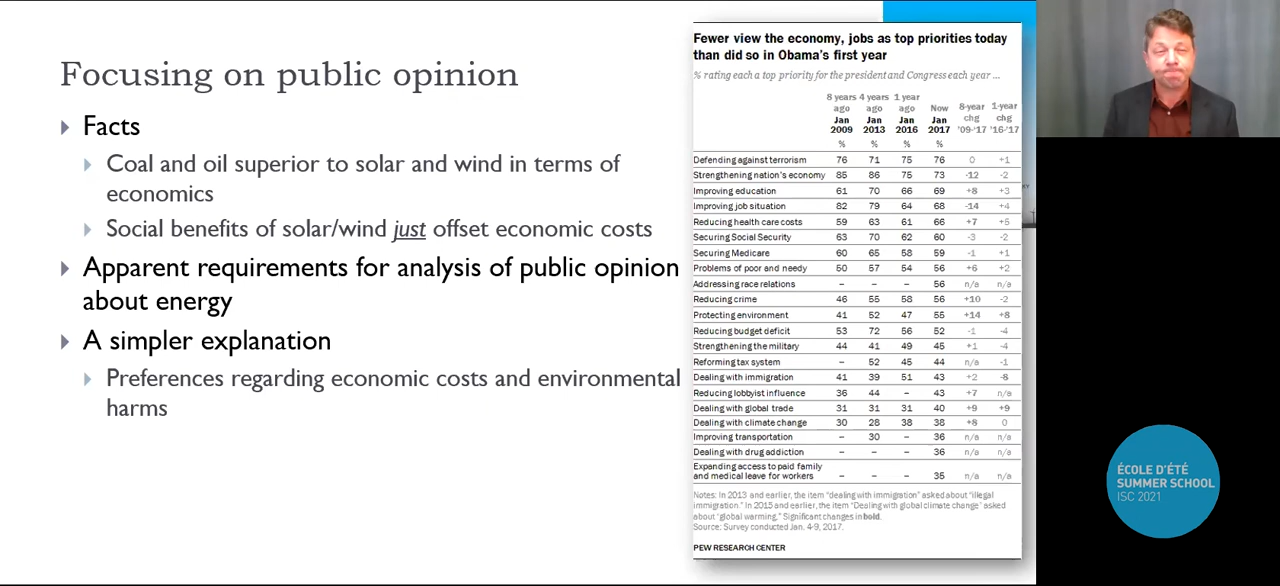 Focusing on public opinion
Facts
Coal and oil superior to solar and wind in terms of
economics
Social benefits of solar/wind just offset economic costs
Apparent requirements for analysis of public opinion
about energy
A simpler explanation
Preferences regarding economic costs and environmental
harms
Fewer view the economy, jobs as top priorities today
than did so in Obama's first year
% rating each a top priority for the president and Congress each year ...
8 years 4 years 1 year
ago ago ago Now 8-year 1-year
Jan Jan Jan Jan chg chg
2009 2013 2016 2017 '09-'17 '16-'17
% % % %
Defending against terrorism 76 71 75 76 0 +1
Strengthening nation's economy 85 86 75 73 -12 -2
Improving education 61 70 66 69 +8 +3
Improving job situation 82 79 64 68 -14 +4
Reducing health care costs 59 63 61 66 +7 +5
Securing Social Security 63 70 62 60 -3 -2
Securing Medicare 60 65 58 59 -1 +1
Problems of poor and needy 50 57 54 56 +6 +2
Addressing race relations – – – 56 n/a n/a
Reducing crime 46 55 58 56 +10 -2
Protecting environment 41 52 47 55 +14 +8
Reducing budget deficit 53 72 56 52 -1 -4
Strengthening the military 44 41 49 45 +1 -4
Reforming tax system – 52 45 44 n/a -1
Dealing with immigration 41 39 51 43 +2 -8
Reducing lobbyist influence 36 44 – 43 +7 n/a
Dealing with global trade 31 31 31 40 +9 +9
Dealing with climate change 30 28 38 38 +8 0
Improving transportation – 30 – 36 n/a n/a
Dealing with drug addiction – – – 36 n/a n/a
Expanding access to paid family
and medical leave for workers – – – 35 n/a n/a
Notes: In 2013 and earlier, the item "dealing with immigration" asked about "illegal
immigration." In 2015 and earlier, the item "Dealing with global climate change" asked
about "global warming." Significant changes in bold.
Source: Survey conducted Jan. 4-9, 2017.
PEW RESEARCH CENTER
ÉCOLE D'ÉTÉ
SUMMER SCHOOL
ISC 2021